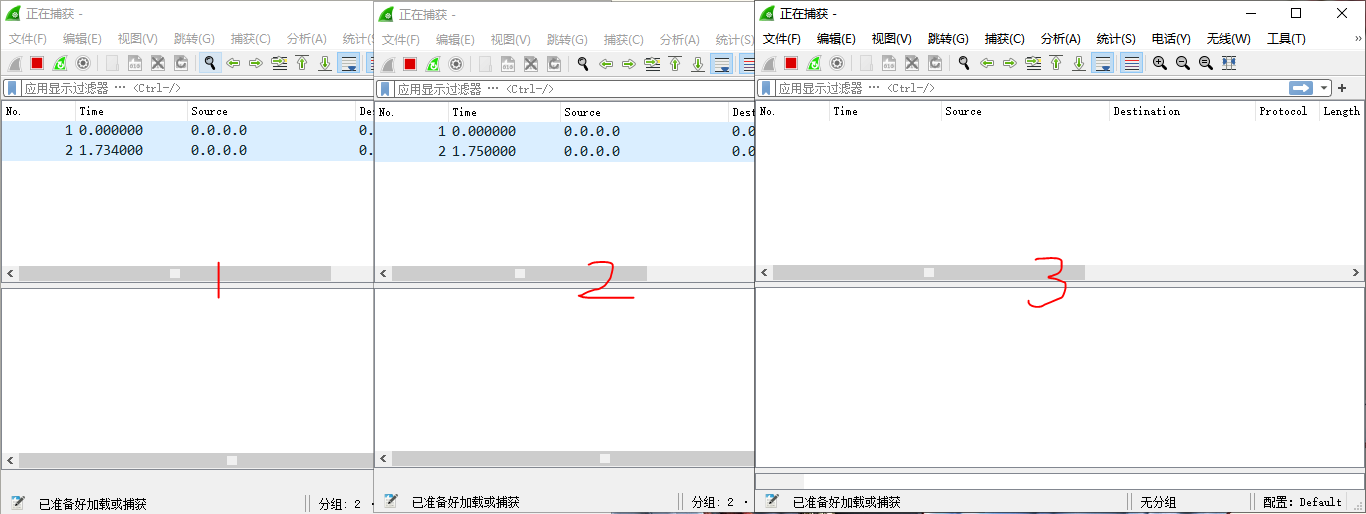 正在捕获 -
文件(F) 编辑(E) 视图(V) 跳转(G) 捕获(C) 分析(A) 统计(S)
应用显示过滤器 … <Ctrl-/>
No. Time Source Des
1 0.000000 0.0.0.0 0.
2 1.734000 0.0.0.0 0.
1
已准备好加载或捕获 分组: 2 ·
正在捕获 -
文件(F) 编辑(E) 视图(V) 跳转(G) 捕获(C) 分析(A) 统计(S)
应用显示过滤器 … <Ctrl-/>
No. Time Source Dest
1 0.000000 0.0.0.0 0.0
2 1.750000 0.0.0.0 0.0
2
已准备好加载或捕获 分组: 2 ·
正在捕获 -
文件(F) 编辑(E) 视图(V) 跳转(G) 捕获(C) 分析(A) 统计(S) 电话(Y) 无线(W) 工具(T) »
应用显示过滤器 … <Ctrl-/>
No. Time Source Destination Protocol Length
3
已准备好加载或捕获 无分组 配置: Default